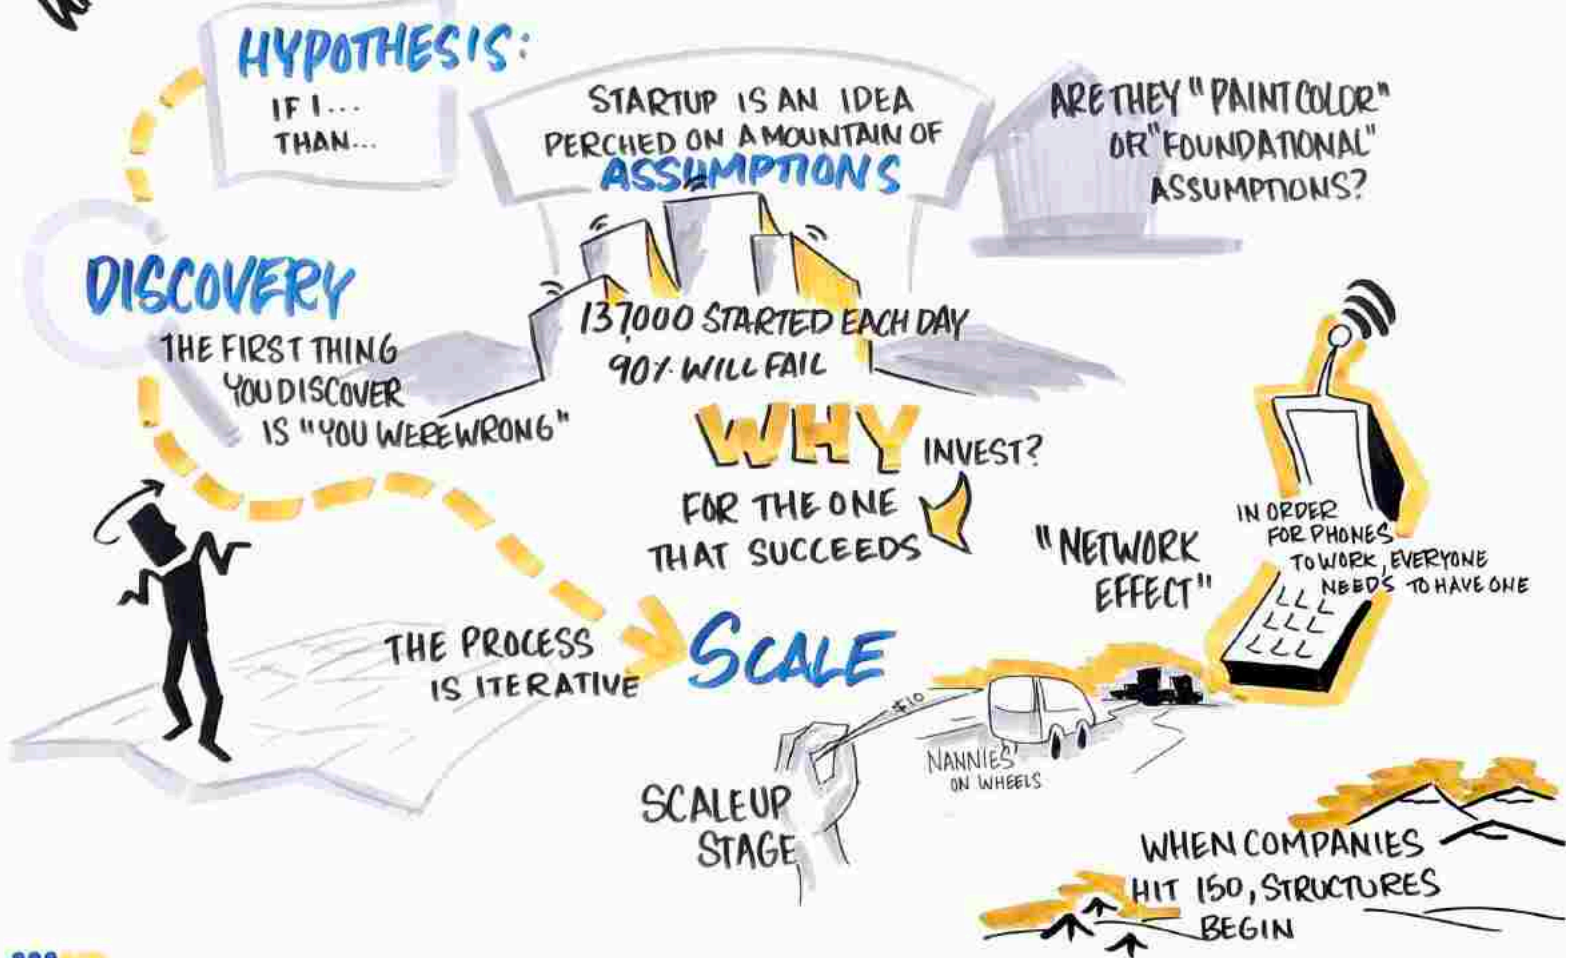 HYPOTHESIS:
IF I...
THAN...
STARTUP IS AN IDEA
PERCHED ON A MOUNTAIN OF
ASSUMPTIONS
ARE THEY "PAINT COLOR"
OR "FOUNDATIONAL"
ASSUMPTIONS?
DISCOVERY
THE FIRST THING
YOU DISCOVER
IS "YOU WERE WRONG"
137,000 STARTED EACH DAY
90% WILL FAIL
WHY INVEST?
FOR THE ONE
THAT SUCCEEDS
"NETWORK
EFFECT"
IN ORDER
FOR PHONES
TO WORK, EVERYONE
NEEDS TO HAVE ONE
THE PROCESS
IS ITERATIVE
SCALE
$10
NANNIES'
ON WHEELS
SCALEUP
STAGE
WHEN COMPANIES
HIT 150, STRUCTURES
BEGIN